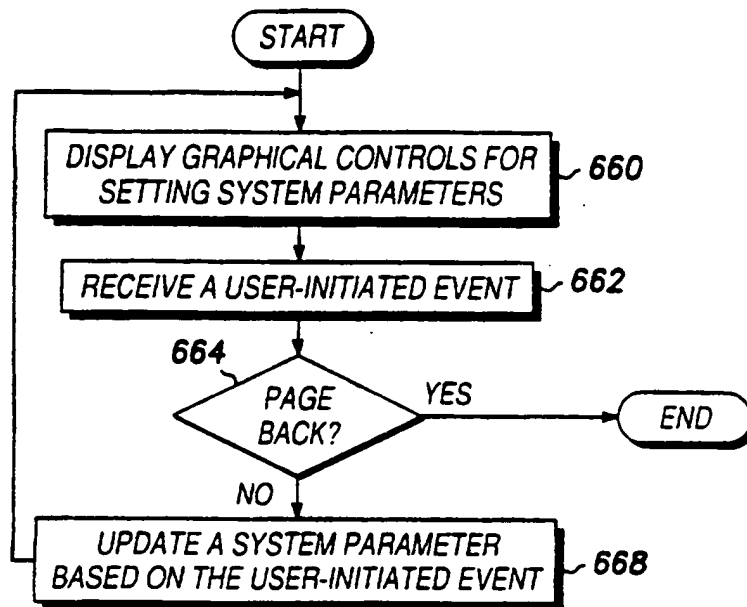 START
DISPLAY GRAPHICAL CONTROLS FOR
SETTING SYSTEM PARAMETERS
660
RECEIVE A USER-INITIATED EVENT
662
664
PAGE
BACK?
YES
END
NO
UPDATE A SYSTEM PARAMETER
BASED ON THE USER-INITIATED EVENT
668